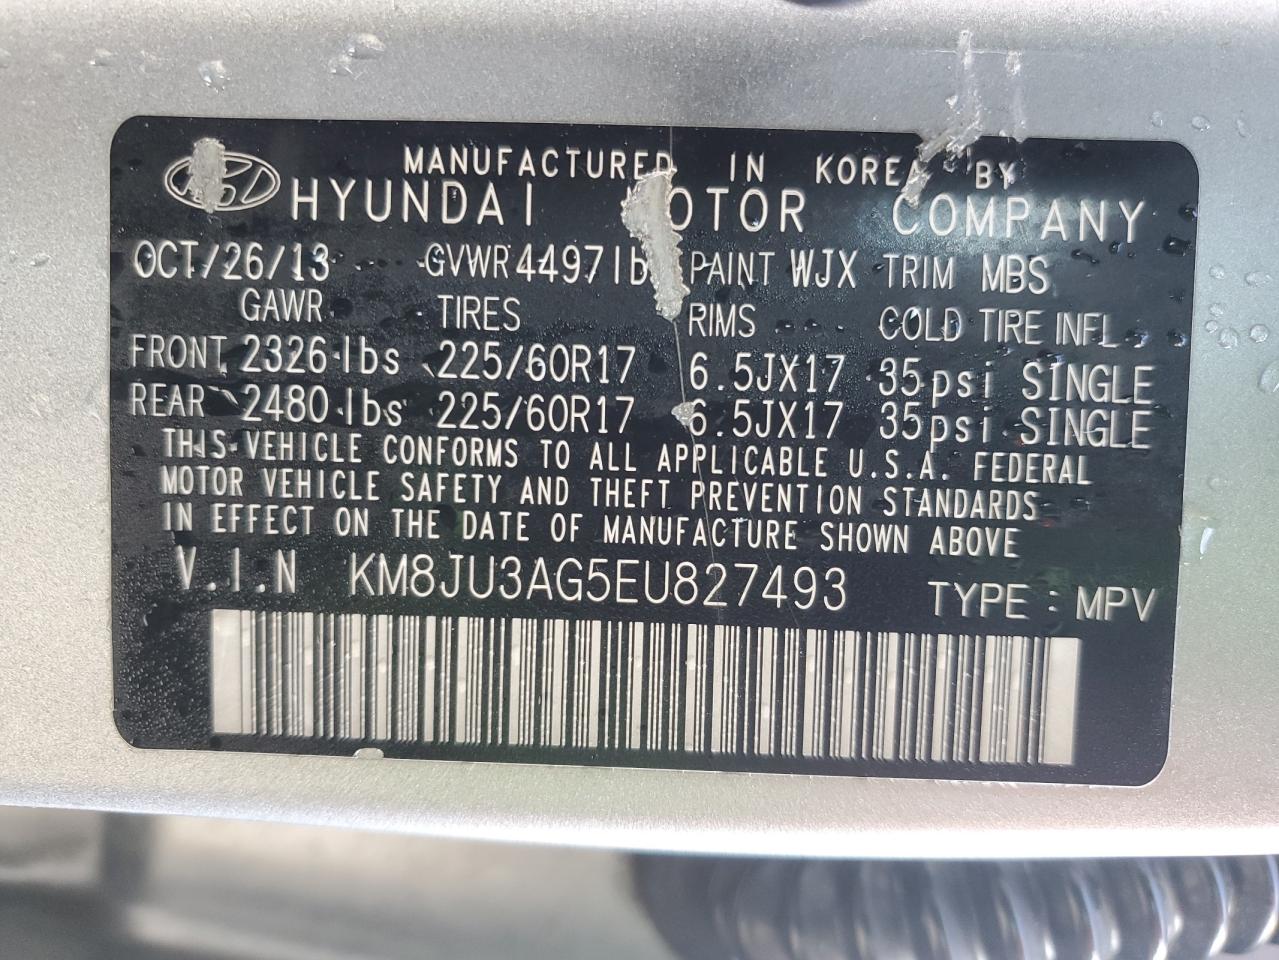 MANUFACTURED IN KOREA BY
HYUNDAI MOTOR COMPANY
OCT/26/13 GVWR 4497lbs PAINT WJX TRIM MBS
GAWR TIRES RIMS COLD TIRE INFL.
FRONT 2326 lbs 225/60R17 6.5JX17 35psi SINGLE
REAR 2480 lbs 225/60R17 6.5JX17 35psi SINGLE
THIS VEHICLE CONFORMS TO ALL APPLICABLE U.S.A. FEDERAL
MOTOR VEHICLE SAFETY AND THEFT PREVENTION STANDARDS
IN EFFECT ON THE DATE OF MANUFACTURE SHOWN ABOVE
V.I.N KM8JU3AG5EU827493 TYPE : MPV